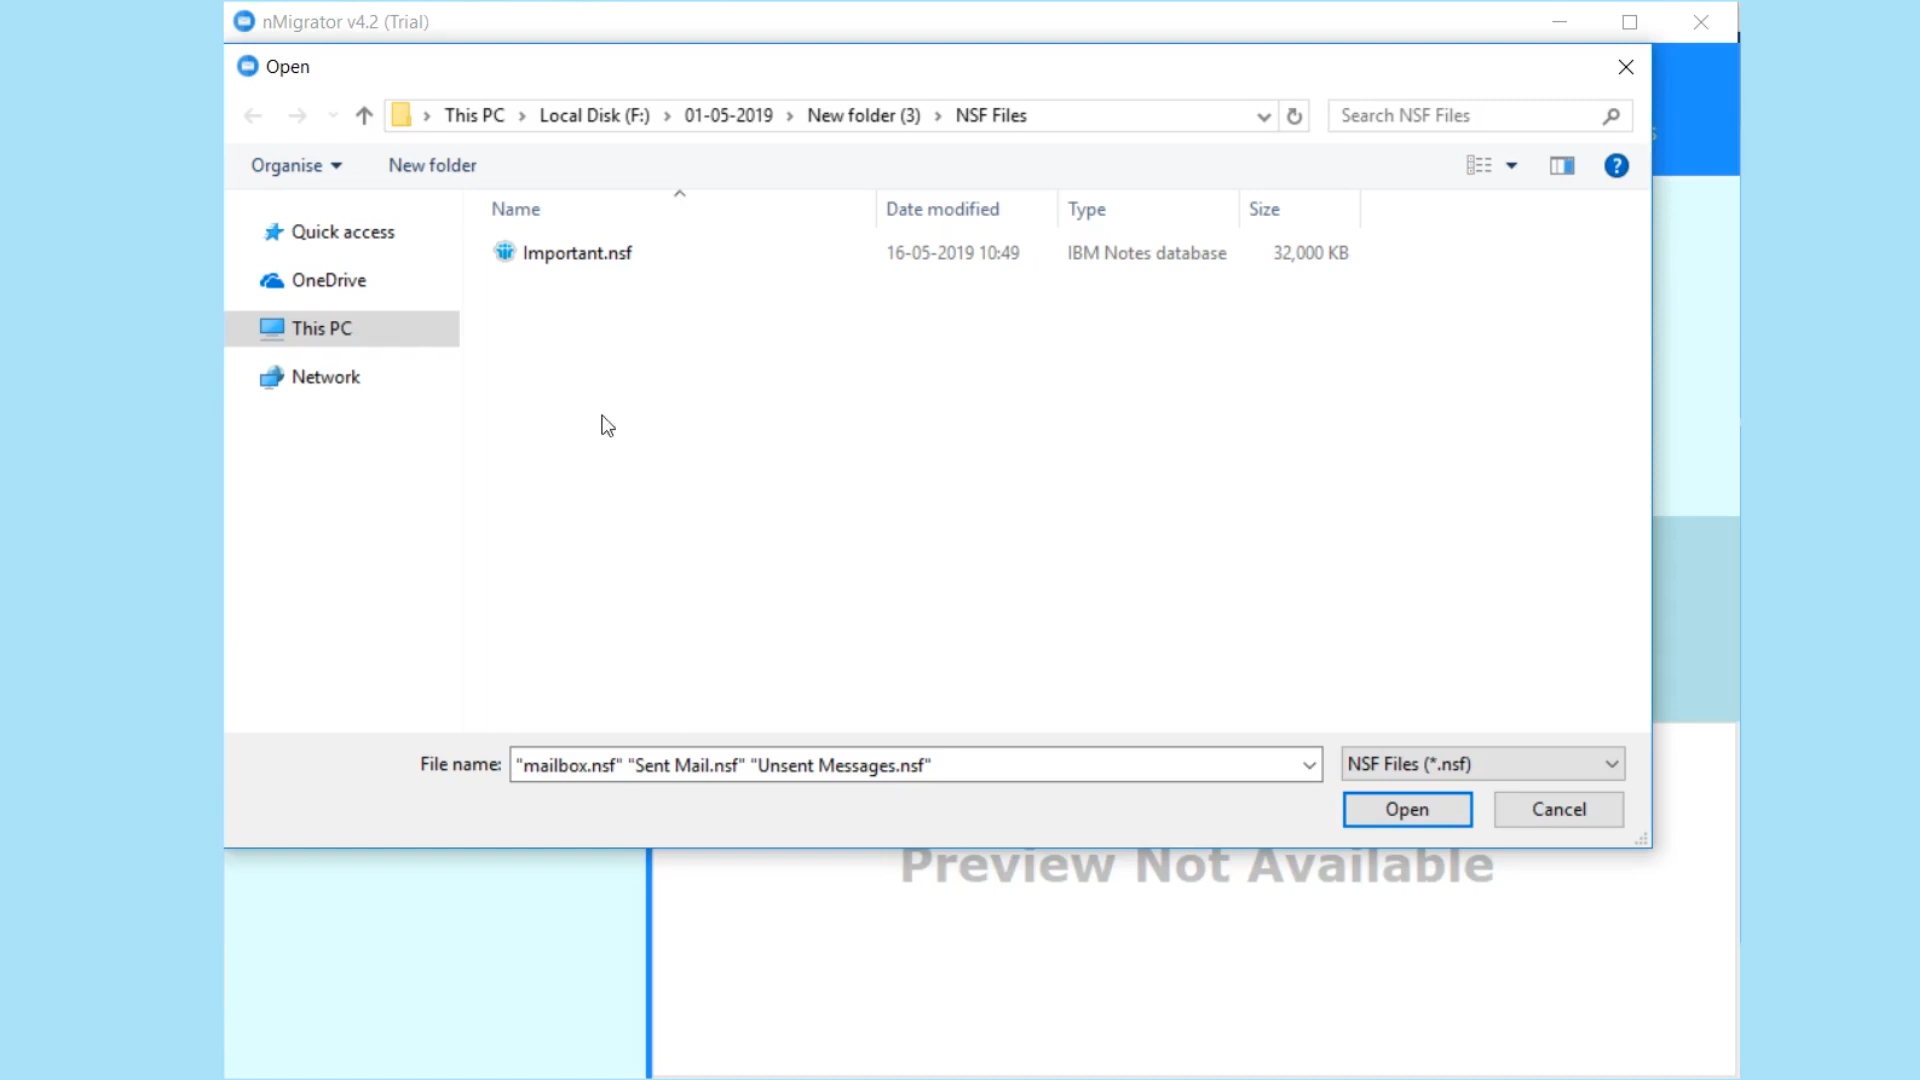 nMigrator v4.2 (Trial)
Open
This PC > Local Disk (F:) > 01-05-2019 > New folder (3) > NSF Files
Search NSF Files
Organise
New folder
Name
Date modified
Type
Size
Quick access
OneDrive
This PC
Network
Important.nsf
16-05-2019 10:49
IBM Notes database
32,000 KB
File name:
"mailbox.nsf" "Sent Mail.nsf" "Unsent Messages.nsf"
NSF Files (*.nsf)
Open
Cancel
Preview Not Available